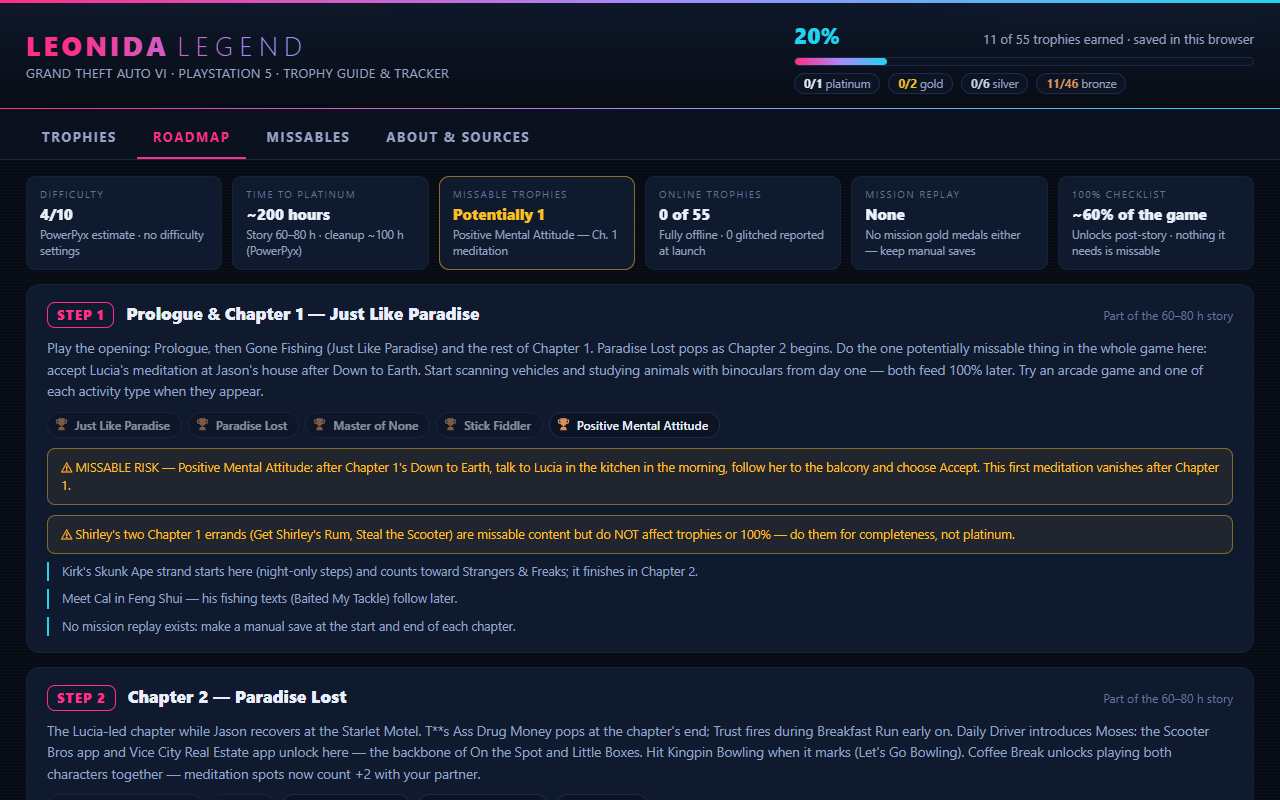 LEONIDA LEGEND
GRAND THEFT AUTO VI · PLAYSTATION 5 · TROPHY GUIDE & TRACKER
20%
11 of 55 trophies earned · saved in this browser
0/1 platinum
0/2 gold
0/6 silver
11/46 bronze
TROPHIES
ROADMAP
MISSABLES
ABOUT & SOURCES
DIFFICULTY
4/10
PowerPyx estimate · no difficulty
settings
TIME TO PLATINUM
~200 hours
Story 60–80 h · cleanup ~100 h
(PowerPyx)
MISSABLE TROPHIES
Potentially 1
Positive Mental Attitude — Ch. 1
meditation
ONLINE TROPHIES
0 of 55
Fully offline · 0 glitched reported
at launch
MISSION REPLAY
None
No mission gold medals either
— keep manual saves
100% CHECKLIST
~60% of the game
Unlocks post-story · nothing it
needs is missable
STEP 1
Prologue & Chapter 1 — Just Like Paradise
Part of the 60–80 h story
Play the opening: Prologue, then Gone Fishing (Just Like Paradise) and the rest of Chapter 1. Paradise Lost pops as Chapter 2 begins. Do the one potentially missable thing in the whole game here:
accept Lucia's meditation at Jason's house after Down to Earth. Start scanning vehicles and studying animals with binoculars from day one — both feed 100% later. Try an arcade game and one of
each activity type when they appear.
Just Like Paradise
Paradise Lost
Master of None
Stick Fiddler
Positive Mental Attitude
⚠ MISSABLE RISK — Positive Mental Attitude: after Chapter 1's Down to Earth, talk to Lucia in the kitchen in the morning, follow her to the balcony and choose Accept. This first meditation vanishes after Chapter
1.
⚠ Shirley's two Chapter 1 errands (Get Shirley's Rum, Steal the Scooter) are missable content but do NOT affect trophies or 100% — do them for completeness, not platinum.
Kirk's Skunk Ape strand starts here (night-only steps) and counts toward Strangers & Freaks; it finishes in Chapter 2.
Meet Cal in Feng Shui — his fishing texts (Baited My Tackle) follow later.
No mission replay exists: make a manual save at the start and end of each chapter.
STEP 2
Chapter 2 — Paradise Lost
Part of the 60–80 h story
The Lucia-led chapter while Jason recovers at the Starlet Motel. T**s Ass Drug Money pops at the chapter's end; Trust fires during Breakfast Run early on. Daily Driver introduces Moses: the Scooter
Bros app and Vice City Real Estate app unlock here — the backbone of On the Spot and Little Boxes. Hit Kingpin Bowling when it marks (Let's Go Bowling). Coffee Break unlocks playing both
characters together — meditation spots now count +2 with your partner.